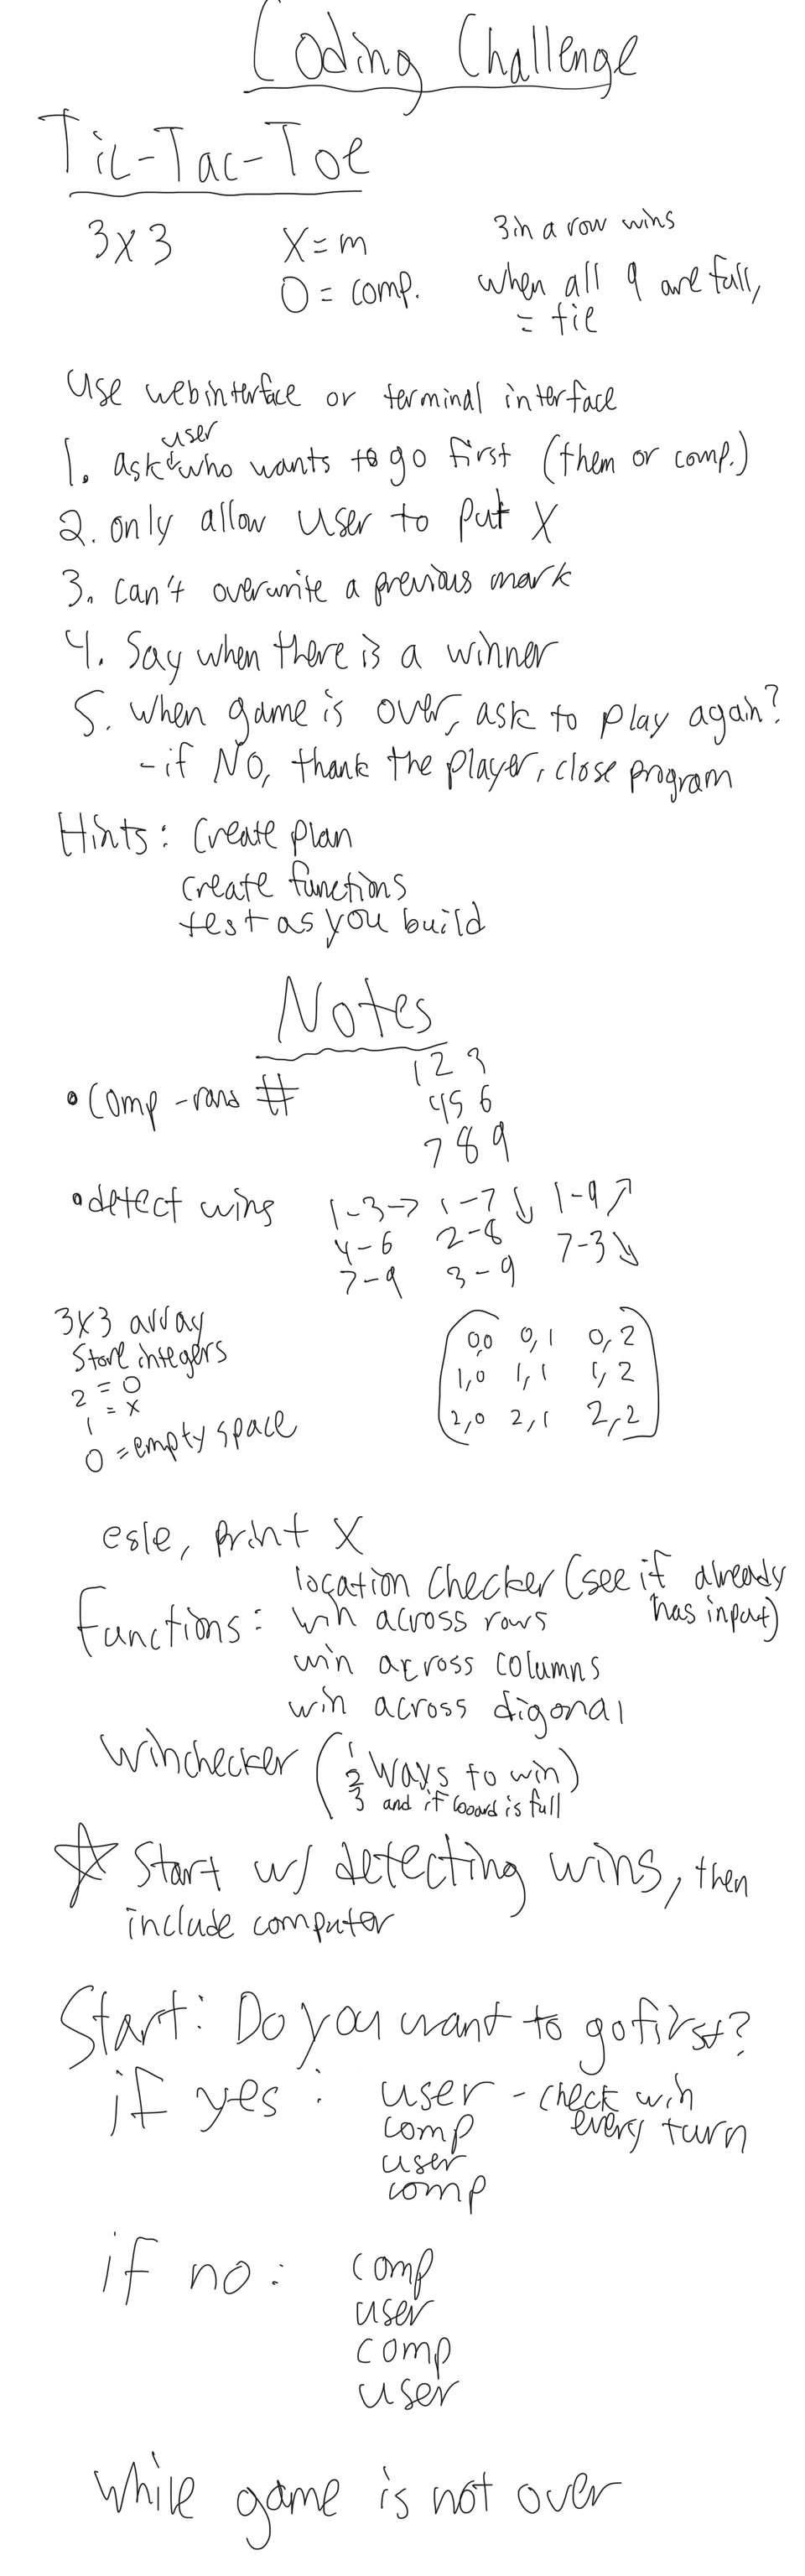 Coding Challenge
Tic-Tac-Toe
3x3 X=m 3 in a row wins
O = comp. when all 9 are full,
= tie
Use web interface or terminal interface
user
1. ask who wants to go first (them or comp.)
2. only allow user to put X
3. can't overwrite a previous mark
4. Say when there is a winner
5. when game is over, ask to play again?
- if NO, thank the player, close program
Hints: Create plan
create functions
test as you build
Notes
1 2 3
• Comp - rand #
4 5 6
7 8 9
• detect wins 1-3→ 1-7↓ 1-9↗
4-6 2-8 7-3↘
7-9 3-9
3x3 array
Store integers
2 = O
1 = x
0 = empty space
0,0 0,1 0,2
1,0 1,1 1,2
2,0 2,1 2,2
esle, print X
location checker (see if already
has input)
Functions: win across rows
win across columns
win across digonal
Winchecker (1 2 3 ways to win)
and if board is full
☆ Start w/ detecting wins, then
include computer
Start: Do you want to go first?
if yes: user - check win
comp every turn
user
comp
if no: comp
user
comp
user
While game is not over